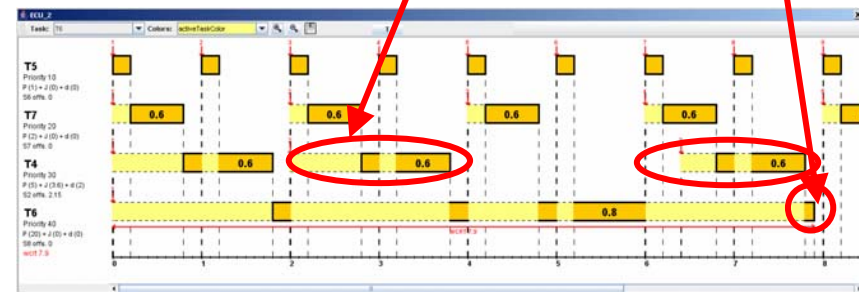 ECU_2
Task: T6 Colors: activeTaskColor
T5
Priority 10
P (1) + J (0) + d (0)
S6 offs. 0
T7
Priority 20
P (2) + J (0) + d (0)
S7 offs. 0
0.6 0.6 0.6 0.6
T4
Priority 30
P (5) + J (3.6) + d (2)
S2 offs. 2.15
0.6 0.6 0.6
T6
Priority 40
P (20) + J (0) + d (0)
S8 offs. 0
wcrt 7.9
0.8
wcrt 7.9
0 1 2 3 4 5 6 7 8